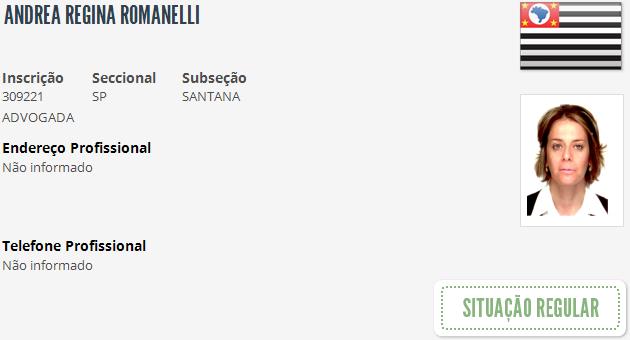 ANDREA REGINA ROMANELLI
Inscrição Seccional Subseção
309221 SP SANTANA
ADVOGADA
Endereço Profissional
Não informado
Telefone Profissional
Não informado
SITUAÇÃO REGULAR